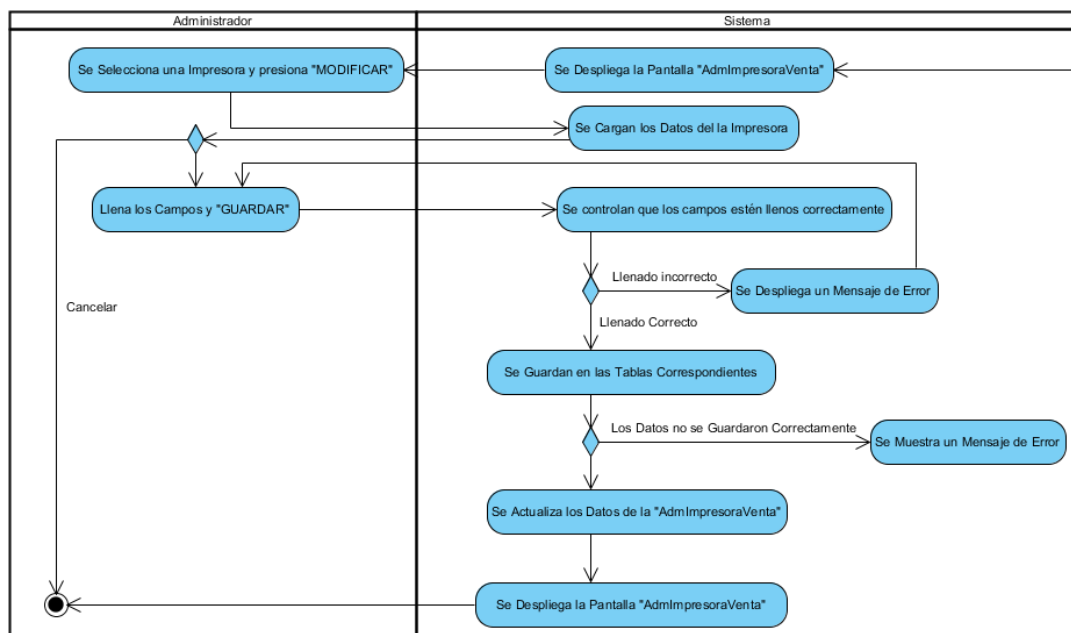 Administrador
Sistema
Se Selecciona una Impresora y presiona "MODIFICAR"
Se Despliega la Pantalla "AdmImpresoraVenta"
Se Cargan los Datos del la Impresora
Llena los Campos y "GUARDAR"
Se controlan que los campos estén llenos correctamente
Llenado incorrecto
Se Despliega un Mensaje de Error
Cancelar
Llenado Correcto
Se Guardan en las Tablas Correspondientes
Los Datos no se Guardaron Correctamente
Se Muestra un Mensaje de Error
Se Actualiza los Datos de la "AdmImpresoraVenta"
Se Despliega la Pantalla "AdmImpresoraVenta"